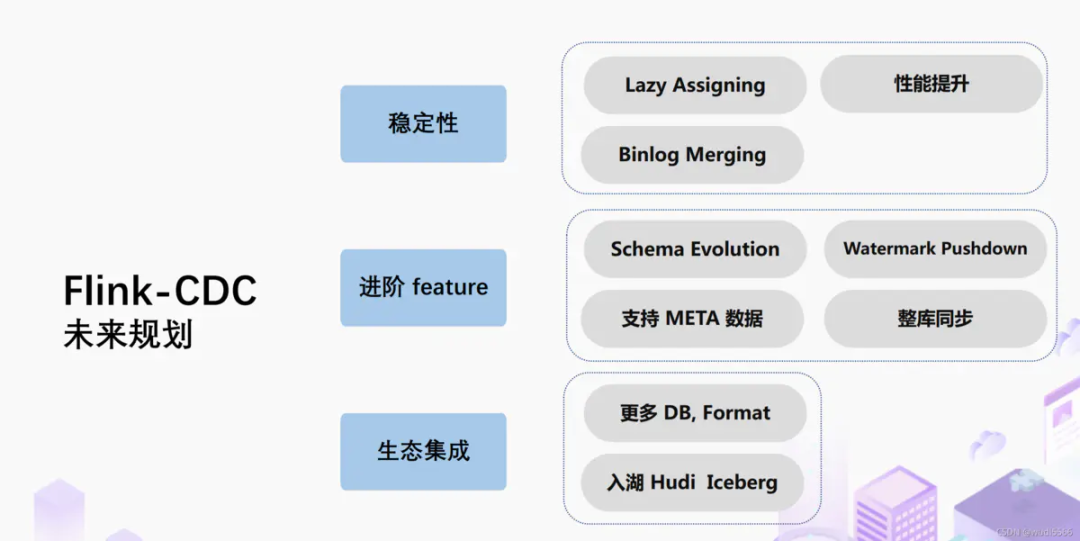 Flink-CDC
未来规划
稳定性
Lazy Assigning
性能提升
Binlog Merging
进阶 feature
Schema Evolution
Watermark Pushdown
支持 META 数据
整库同步
生态集成
更多 DB, Format
入湖 Hudi Iceberg
CSDN @wudl5566